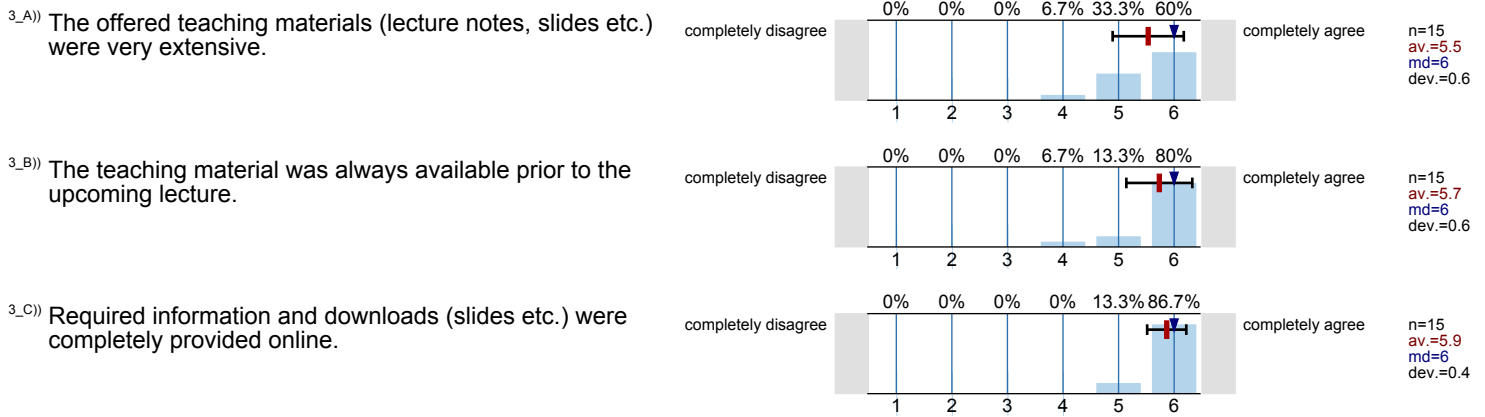 3_A)) The offered teaching materials (lecture notes, slides etc.)
were very extensive.
0% 0% 0% 6.7% 33.3% 60%
completely disagree
completely agree
n=15
av.=5.5
md=6
dev.=0.6
1 2 3 4 5 6
3_B)) The teaching material was always available prior to the
upcoming lecture.
0% 0% 0% 6.7% 13.3% 80%
completely disagree
completely agree
n=15
av.=5.7
md=6
dev.=0.6
1 2 3 4 5 6
3_C)) Required information and downloads (slides etc.) were
completely provided online.
0% 0% 0% 0% 13.3% 86.7%
completely disagree
completely agree
n=15
av.=5.9
md=6
dev.=0.4
1 2 3 4 5 6